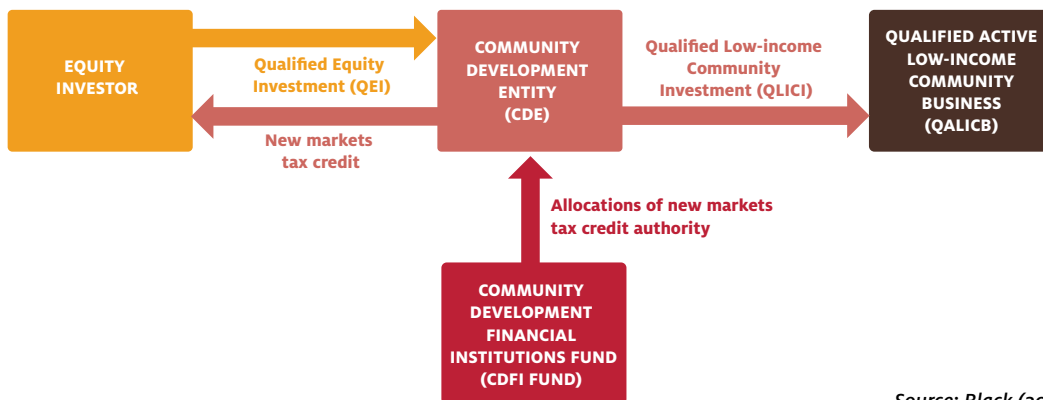 EQUITY
INVESTOR
Qualified Equity
Investment (QEI)
New markets
tax credit
COMMUNITY
DEVELOPMENT
ENTITY
(CDE)
Qualified Low-income
Community
Investment (QLICI)
QUALIFIED ACTIVE
LOW-INCOME
COMMUNITY
BUSINESS
(QALICB)
Allocations of new markets
tax credit authority
COMMUNITY
DEVELOPMENT
FINANCIAL
INSTITUTIONS FUND
(CDFI FUND)
Source: Black